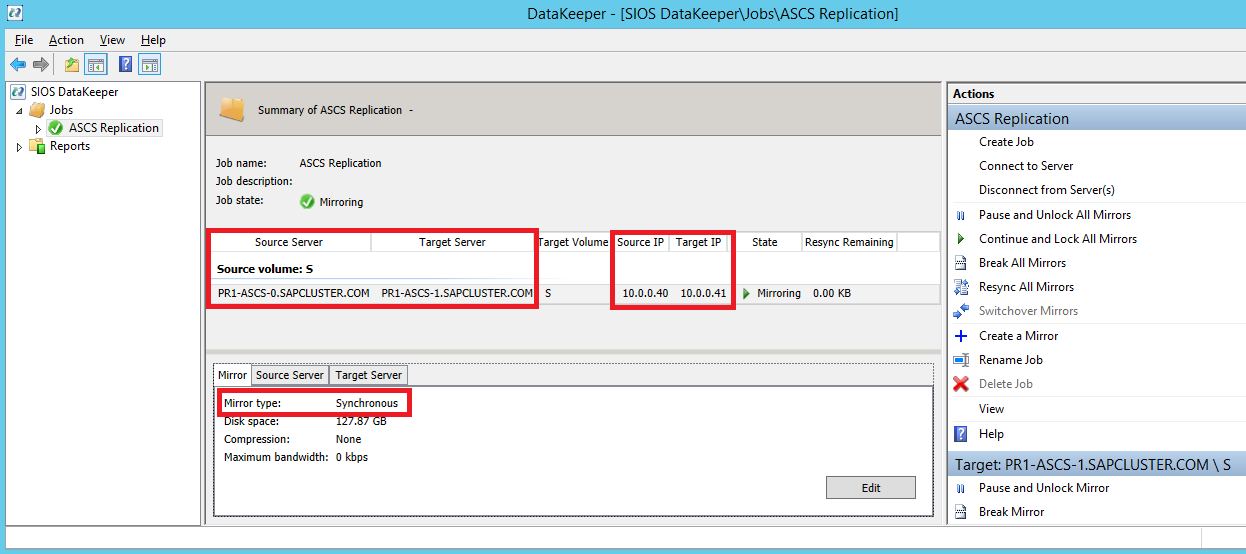 DataKeeper - [SIOS DataKeeper\Jobs\ASCS Replication]
File Action View Help
SIOS DataKeeper
Jobs
ASCS Replication
Reports
Summary of ASCS Replication -
Job name: ASCS Replication
Job description:
Job state: Mirroring
Source Server Target Server Target Volume Source IP Target IP State Resync Remaining
Source volume: S
PR1-ASCS-0.SAPCLUSTER.COM PR1-ASCS-1.SAPCLUSTER.COM S 10.0.0.40 10.0.0.41 Mirroring 0.00 KB
Mirror Source Server Target Server
Mirror type: Synchronous
Disk space: 127.87 GB
Compression: None
Maximum bandwidth: 0 kbps
Edit
Actions
ASCS Replication
Create Job
Connect to Server
Disconnect from Server(s)
Pause and Unlock All Mirrors
Continue and Lock All Mirrors
Break All Mirrors
Resync All Mirrors
Switchover Mirrors
Create a Mirror
Rename Job
Delete Job
View
Help
Target: PR1-ASCS-1.SAPCLUSTER.COM \ S
Pause and Unlock Mirror
Break Mirror